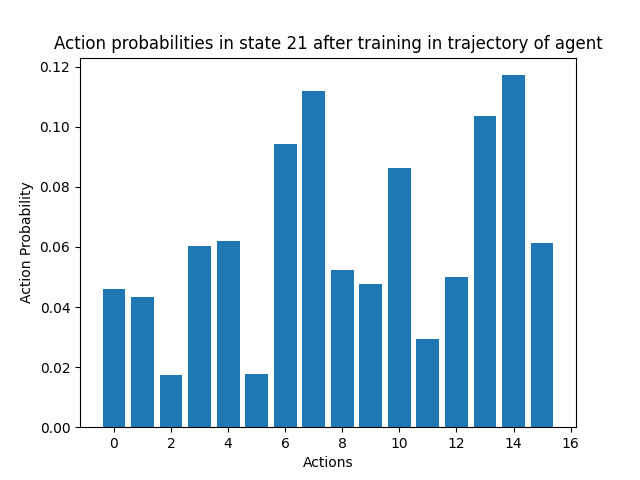 Action probabilities in state 21 after training in trajectory of agent
0.12
0.10
0.08
0.06
0.04
0.02
0.00
Action Probability
0 2 4 6 8 10 12 14 16
Actions